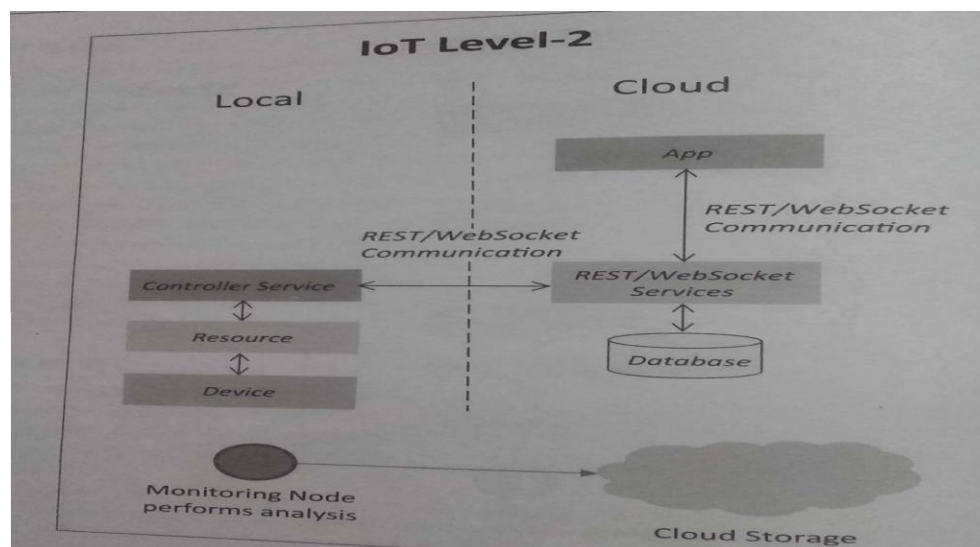 IoT Level-2
Local
Cloud
App
REST/WebSocket
Communication
REST/WebSocket
Communication
Controller Service
REST/WebSocket
Services
Resource
Database
Device
Monitoring Node
performs analysis
Cloud Storage